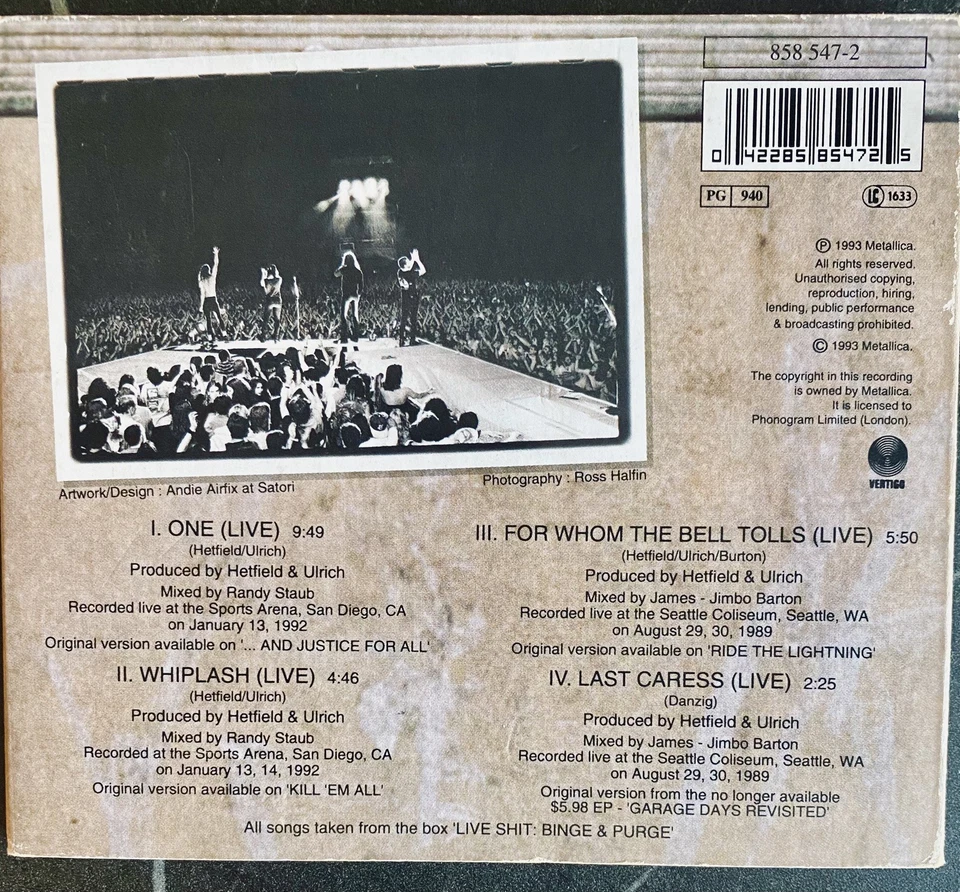 858 547-2
0 42285 85472 5
PG 940
LC 1633
Ⓟ 1993 Metallica.
All rights reserved.
Unauthorised copying,
reproduction, hiring,
lending, public performance
& broadcasting prohibited.
© 1993 Metallica.
The copyright in this recording
is owned by Metallica.
It is licensed to
Phonogram Limited (London).
VERTIGO
Artwork/Design : Andie Airfix at Satori
Photography : Ross Halfin
I. ONE (LIVE) 9:49
(Hetfield/Ulrich)
Produced by Hetfield & Ulrich
Mixed by Randy Staub
Recorded live at the Sports Arena, San Diego, CA
on January 13, 1992
Original version available on '... AND JUSTICE FOR ALL'
II. WHIPLASH (LIVE) 4:46
(Hetfield/Ulrich)
Produced by Hetfield & Ulrich
Mixed by Randy Staub
Recorded at the Sports Arena, San Diego, CA
on January 13, 14, 1992
Original version available on 'KILL 'EM ALL'
III. FOR WHOM THE BELL TOLLS (LIVE) 5:50
(Hetfield/Ulrich/Burton)
Produced by Hetfield & Ulrich
Mixed by James - Jimbo Barton
Recorded live at the Seattle Coliseum, Seattle, WA
on August 29, 30, 1989
Original version available on 'RIDE THE LIGHTNING'
IV. LAST CARESS (LIVE) 2:25
(Danzig)
Produced by Hetfield & Ulrich
Mixed by James - Jimbo Barton
Recorded live at the Seattle Coliseum, Seattle, WA
on August 29, 30, 1989
Original version from the no longer available
$5.98 EP - 'GARAGE DAYS REVISITED'
All songs taken from the box 'LIVE SHIT: BINGE & PURGE'